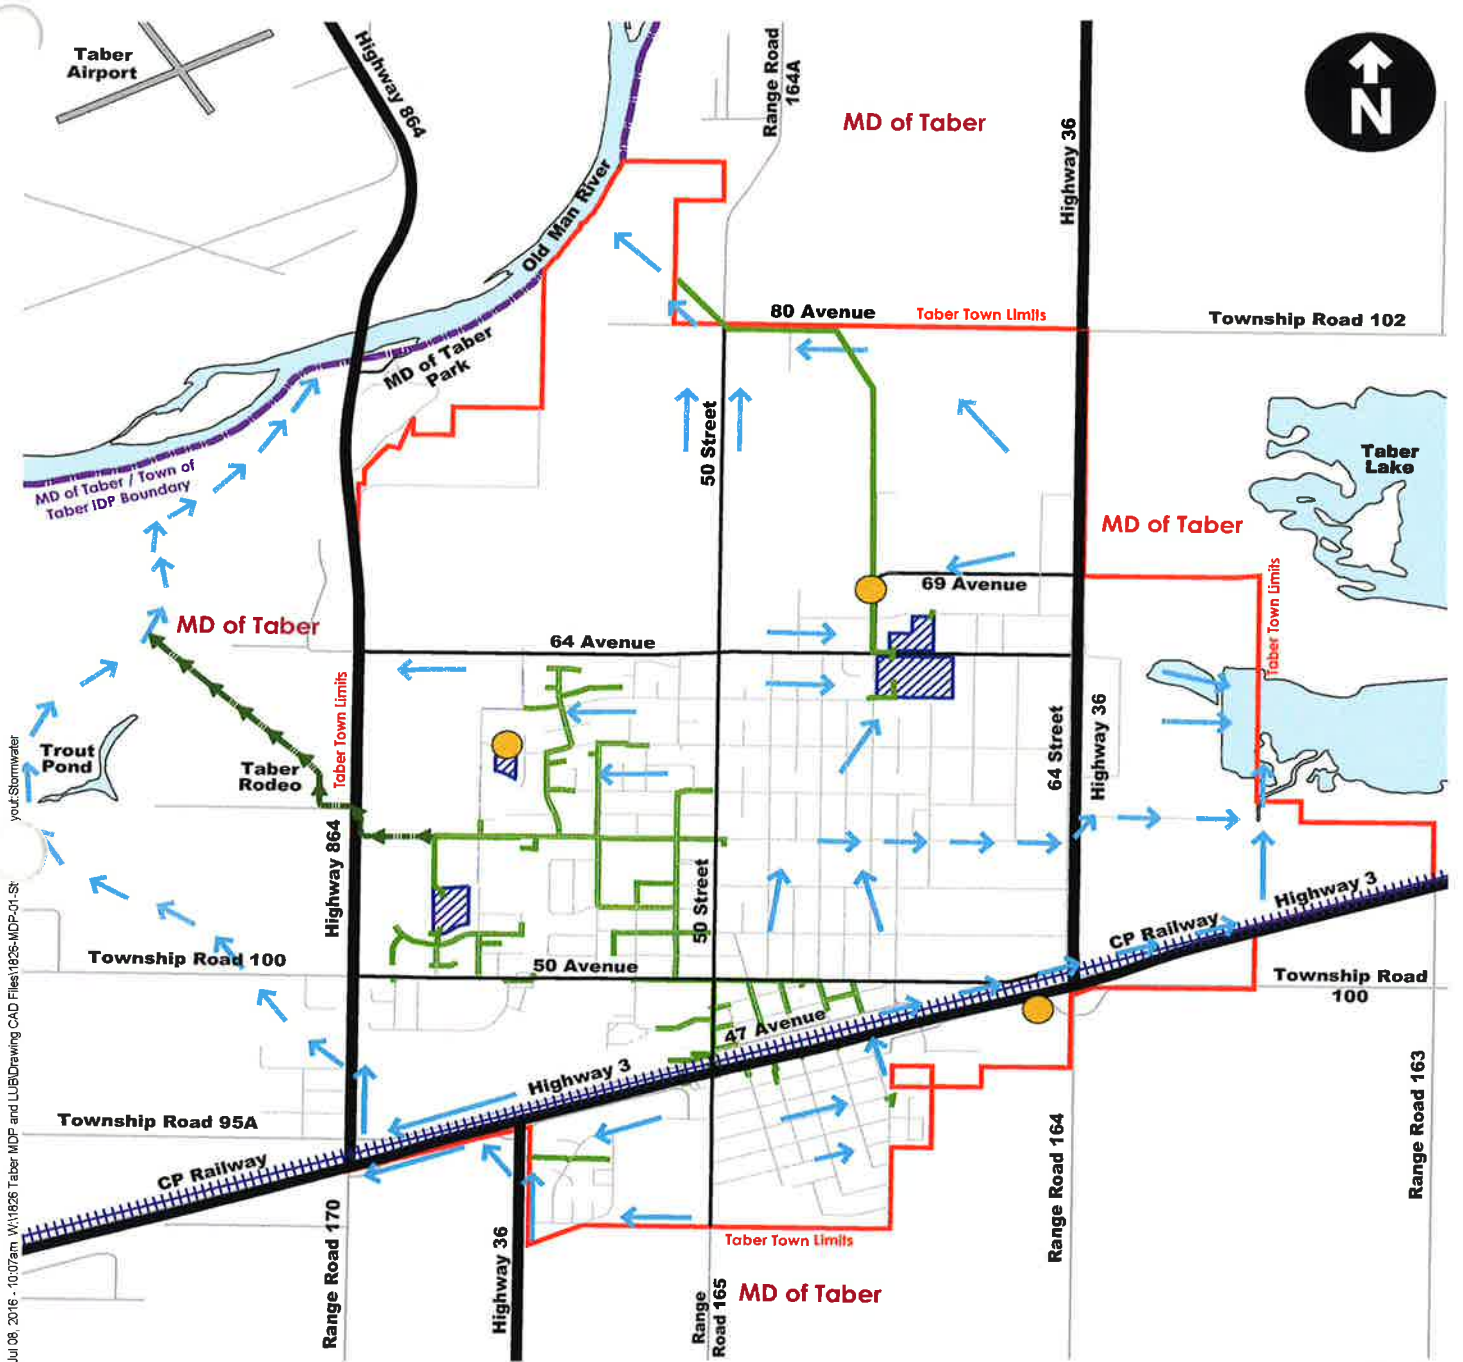 Taber
Airport
Highway 864
Range Road
164A
MD of Taber
Highway 36
N
Old Man River
80 Avenue
Taber Town Limits
Township Road 102
MD of Taber
Park
50 Street
Taber
Lake
MD of Taber / Town of
Taber IDP Boundary
MD of Taber
69 Avenue
Taber Town Limits
MD of Taber
64 Avenue
Taber Town Limits
64 Street
Highway 36
Trout
Pond
Taber
Rodeo
Highway 864
50 Street
Highway 3
CP Railway
Township Road 100
50 Avenue
Township Road
100
47 Avenue
Highway 3
Township Road 95A
CP Railway
Range Road 170
Highway 36
Range Road 164
Range Road 163
Taber Town Limits
MD of Taber
Range
Road 165
Jul 08, 2016 - 10:07am W:\1826 Taber MDP and LUB\Drawing CAD Files\1826-MDP-01-St
yout:Stormwater